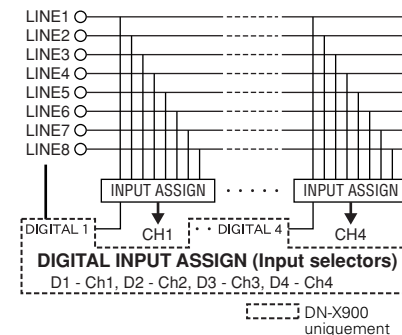 LINE1
LINE2
LINE3
LINE4
LINE5
LINE6
LINE7
LINE8
INPUT ASSIGN
INPUT ASSIGN
DIGITAL 1
CH1
DIGITAL 4
CH4
DIGITAL INPUT ASSIGN (Input selectors)
D1 - Ch1, D2 - Ch2, D3 - Ch3, D4 - Ch4
DN-X900
uniquement